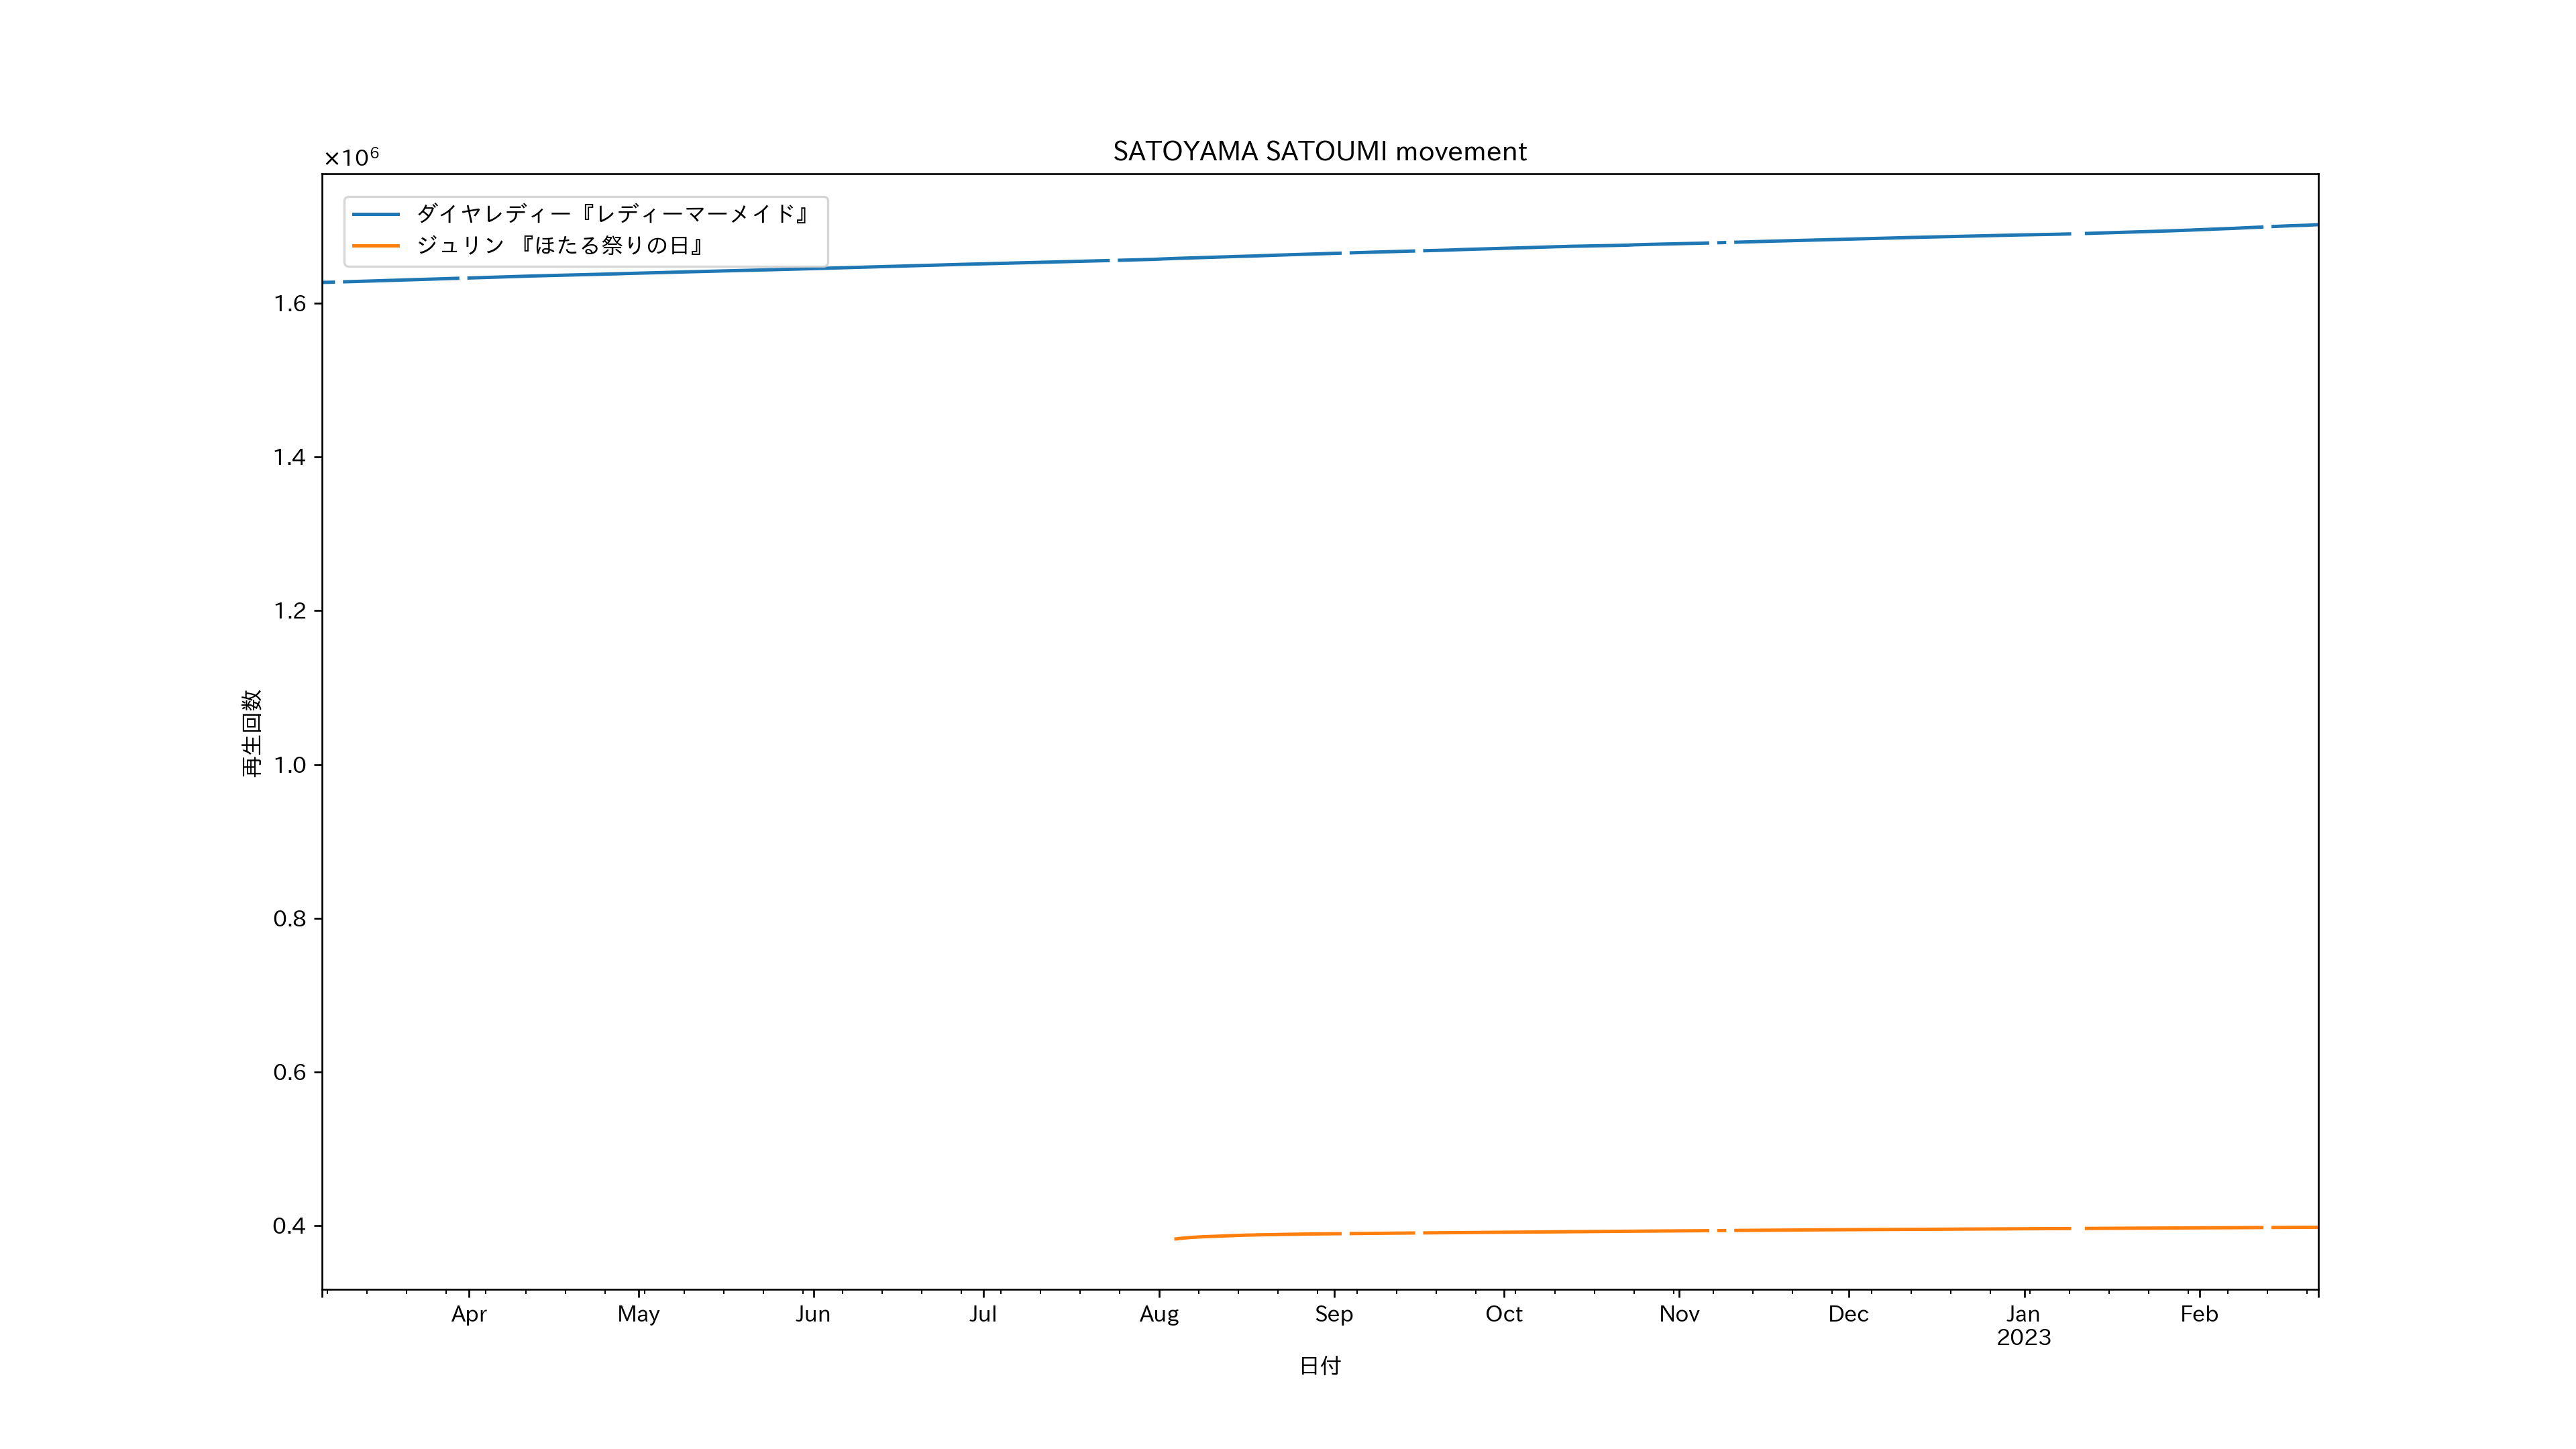 SATOYAMA SATOUMI movement
×10⁶
ダイヤレディー『レディーマーメイド』
ジュリン 『ほたる祭りの日』
1.6
1.4
1.2
1.0
0.8
0.6
0.4
再生回数
Apr May Jun Jul Aug Sep Oct Nov Dec Jan Feb
2023
日付